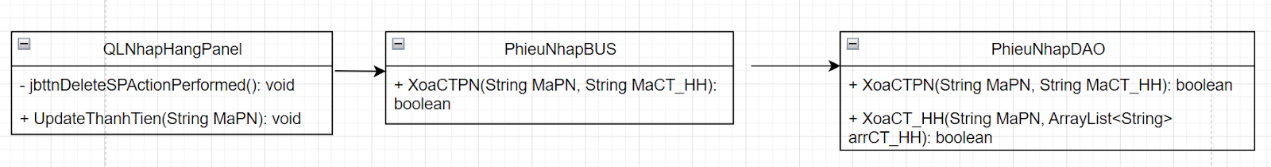 QLNhapHangPanel
- jbttnDeleteSPActionPerformed(): void
+ UpdateThanhTien(String MaPN): void
PhieuNhapBUS
+ XoaCTPN(String MaPN, String MaCT_HH):
boolean
PhieuNhapDAO
+ XoaCTPN(String MaPN, String MaCT_HH): boolean
+ XoaCT_HH(String MaPN, ArrayList<String>
arrCT_HH): boolean